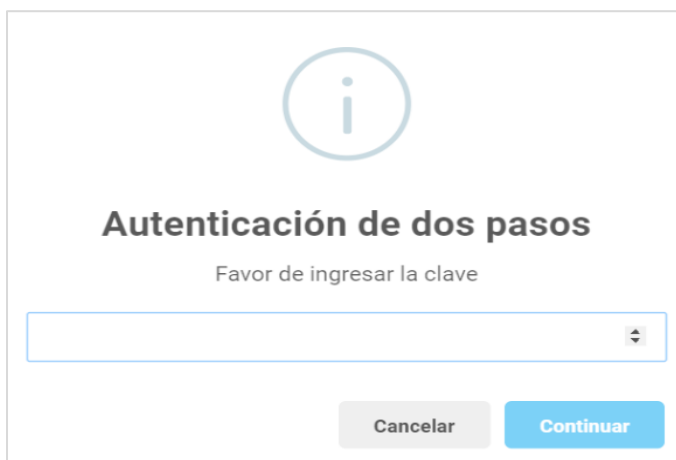 Autenticación de dos pasos
Favor de ingresar la clave
Cancelar
Continuar